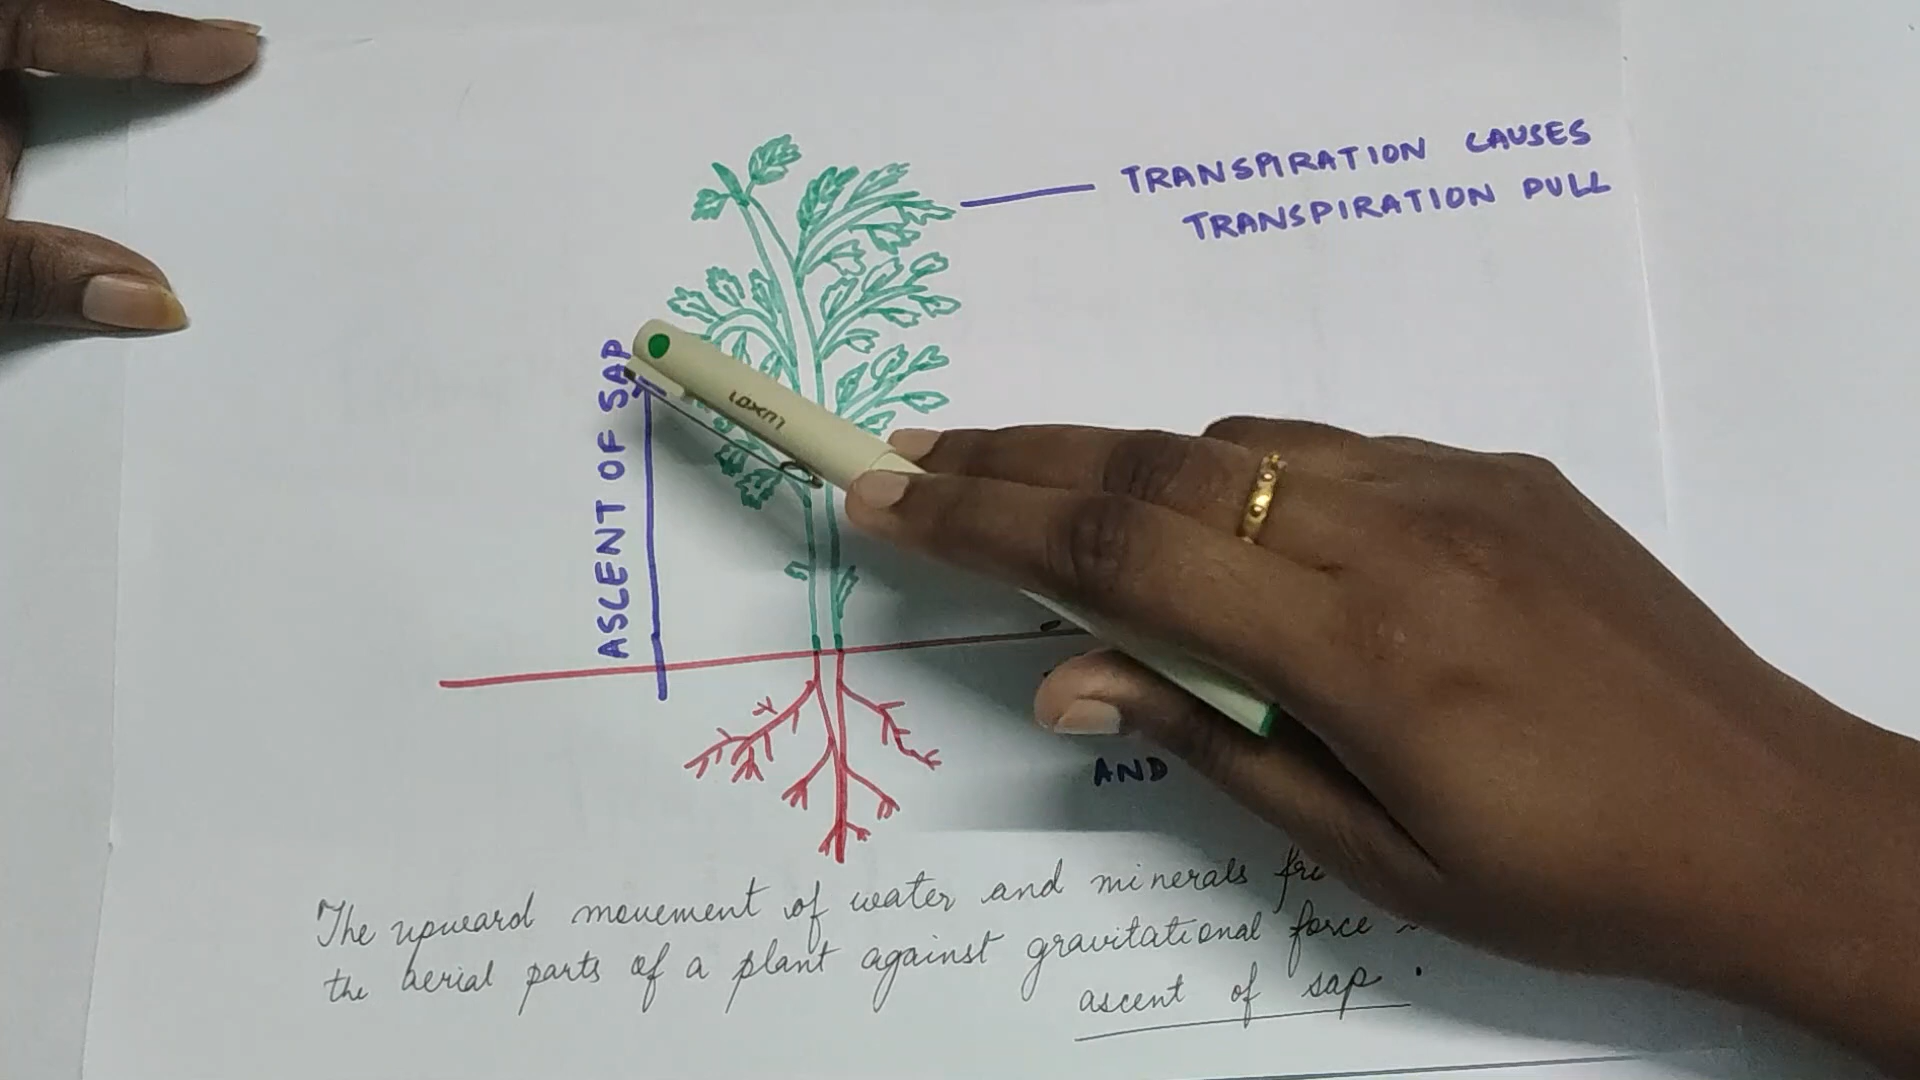 TRANSPIRATION CAUSES
TRANSPIRATION PULL
ASCENT OF SAP
LUXOR
AND
The upward movement of water and minerals
the aerial parts of a plant against gravitational force
ascent of sap.